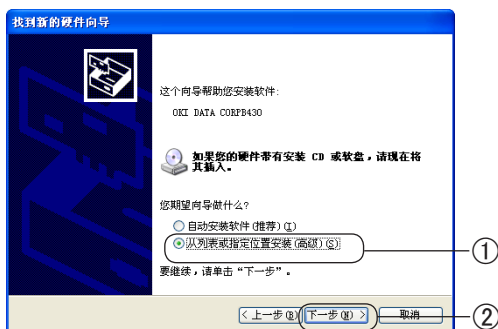 找到新的硬件向导
这个向导帮助您安装软件:
OKI DATA CORPB430
如果您的硬件带有安装 CD 或软盘，请现在将
其插入。
您期望向导做什么?
自动安装软件(推荐)(I)
从列表或指定位置安装(高级)(S)
①
要继续，请单击“下一步”。
< 上一步(B) 下一步(N) > 取消
②